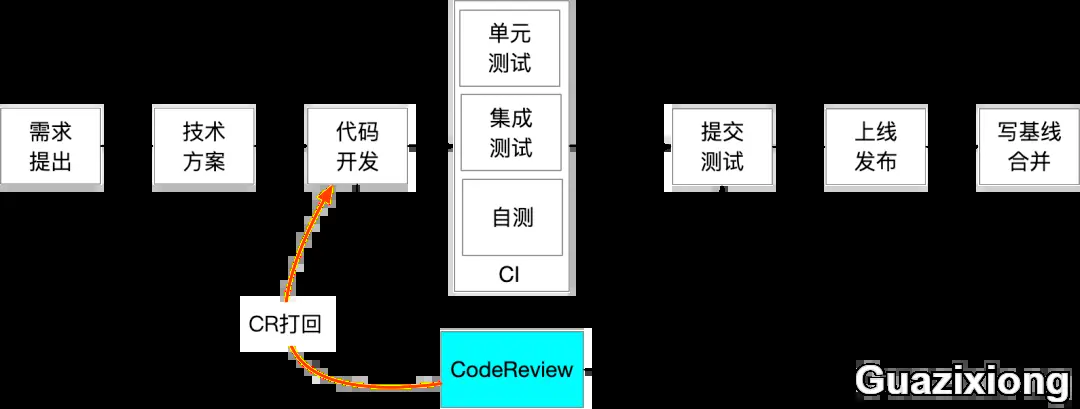 需求
提出
技术
方案
代码
开发
单元
测试
集成
测试
自测
CI
提交
测试
上线
发布
写基线
合并
CR打回
CodeReview
Guazixiong